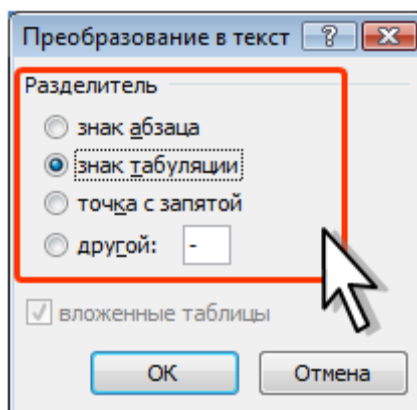 Преобразование в текст
Разделитель
знак абзаца
знак табуляции
точка с запятой
другой: -
вложенные таблицы
ОК Отмена